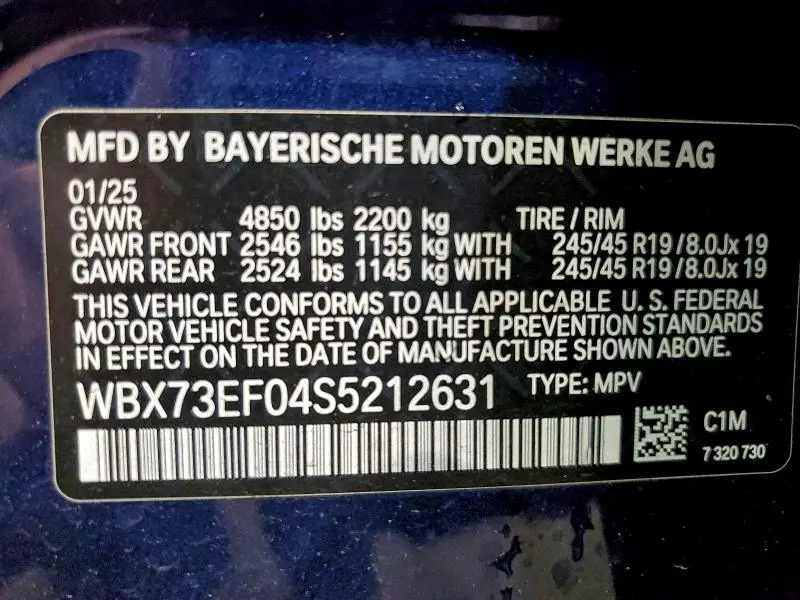 MFD BY BAYERISCHE MOTOREN WERKE AG
01/25
GVWR 4850 lbs 2200 kg TIRE / RIM
GAWR FRONT 2546 lbs 1155 kg WITH 245/45 R19 / 8.0Jx 19
GAWR REAR 2524 lbs 1145 kg WITH 245/45 R19 / 8.0Jx 19
THIS VEHICLE CONFORMS TO ALL APPLICABLE U. S. FEDERAL
MOTOR VEHICLE SAFETY AND THEFT PREVENTION STANDARDS
IN EFFECT ON THE DATE OF MANUFACTURE SHOWN ABOVE.
WBX73EF04S5212631 TYPE: MPV
C1M
7 320 730